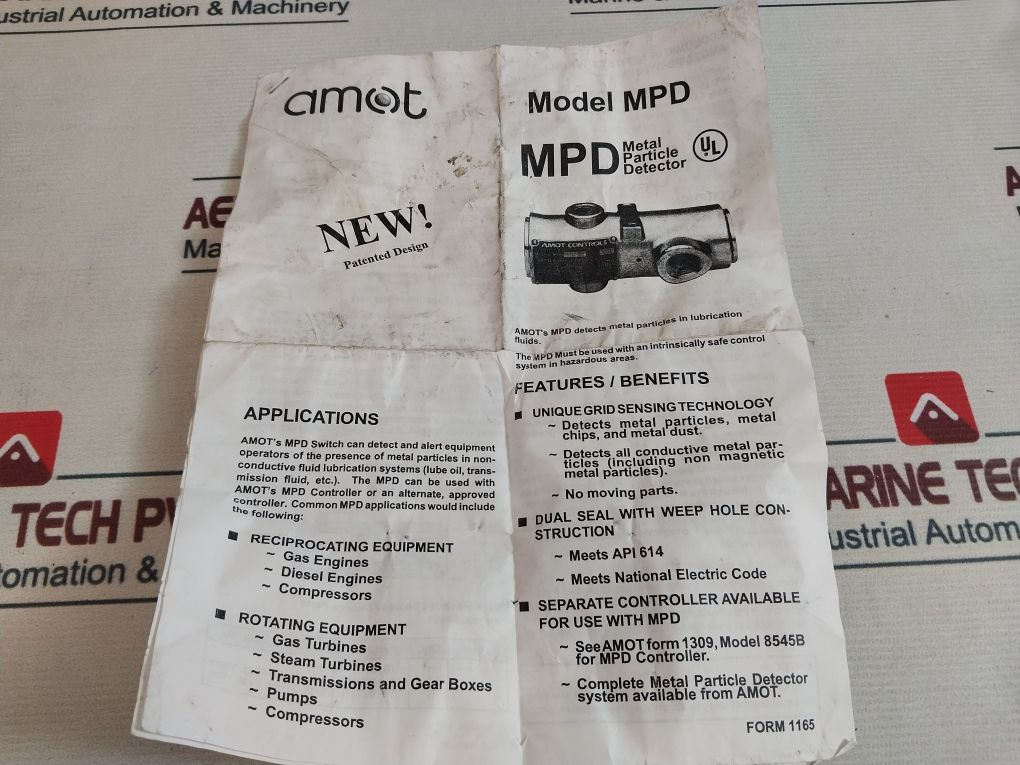 ustrial Automation & Machinery
amot
NEW!
Patented Design
Model MPD
MPD
Metal
Particle
Detector
UL
AMOT CONTROLS
AMOT's MPD detects metal particles in lubrication
fluids.
The MPD Must be used with an intrinsically safe control
system in hazardous areas.
APPLICATIONS
AMOT's MPD Switch can detect and alert equipment
operators of the presence of metal particles in non-
conductive fluid lubrication systems (lube oil, trans-
mission fluid, etc.). The MPD can be used with
AMOT's MPD Controller or an alternate, approved
controller. Common MPD applications would include
the following:
■ RECIPROCATING EQUIPMENT
~ Gas Engines
~ Diesel Engines
~ Compressors
■ ROTATING EQUIPMENT
~ Gas Turbines
~ Steam Turbines
~ Transmissions and Gear Boxes
~ Pumps
~ Compressors
FEATURES / BENEFITS
■ UNIQUE GRID SENSING TECHNOLOGY
~ Detects metal particles, metal
chips, and metal dust.
~ Detects all conductive metal par-
ticles (including non magnetic
metal particles).
~ No moving parts.
■ DUAL SEAL WITH WEEP HOLE CON-
STRUCTION
~ Meets API 614
~ Meets National Electric Code
■ SEPARATE CONTROLLER AVAILABLE
FOR USE WITH MPD
~ See AMOT form 1309, Model 8545B
for MPD Controller.
~ Complete Metal Particle Detector
system available from AMOT.
FORM 1165
AE
Ma
TECH PV
tomation &
ARINE TEC
ustrial Autom